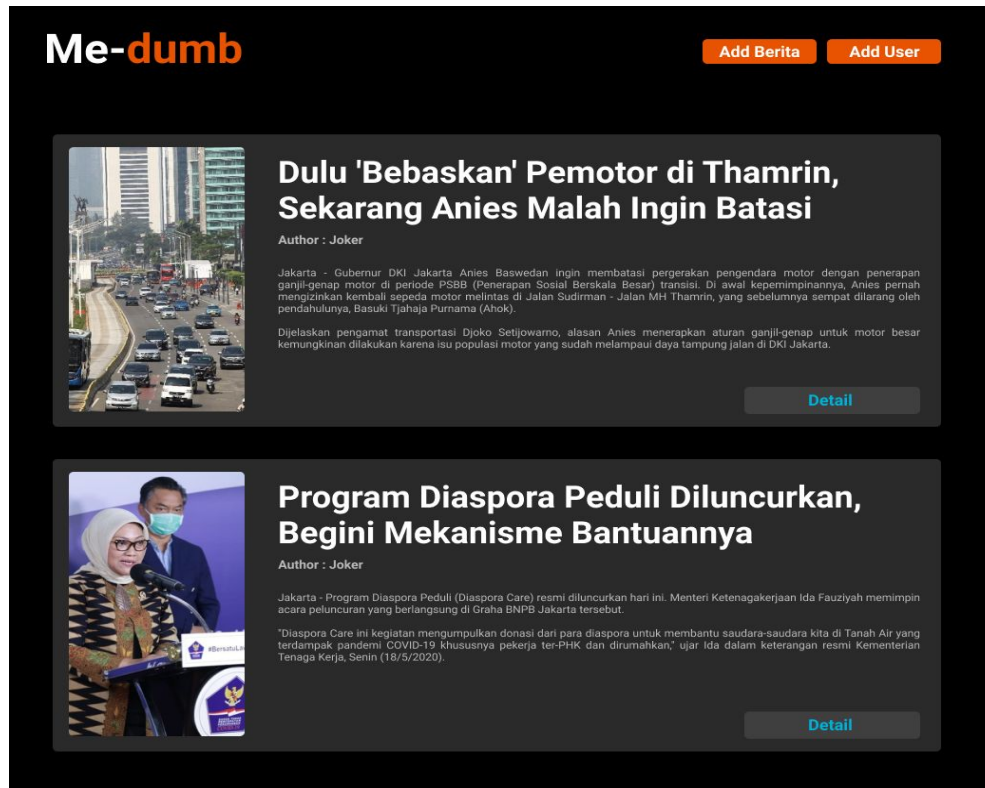 Me-dumb
Add Berita
Add User
Dulu 'Bebaskan' Pemotor di Thamrin,
Sekarang Anies Malah Ingin Batasi
Author : Joker
Jakarta - Gubernur DKI Jakarta Anies Baswedan ingin membatasi pergerakan pengendara motor dengan penerapan
ganjil-genap motor di periode PSBB (Penerapan Sosial Berskala Besar) transisi. Di awal kepemimpinannya, Anies pernah
mengizinkan kembali sepeda motor melintas di Jalan Sudirman - Jalan MH Thamrin, yang sebelumnya sempat dilarang oleh
pendahulunya, Basuki Tjahaja Purnama (Ahok).
Dijelaskan pengamat transportasi Djoko Setijowarno, alasan Anies menerapkan aturan ganjil-genap untuk motor besar
kemungkinan dilakukan karena isu populasi motor yang sudah melampaui daya tampung jalan di DKI Jakarta.
Detail
Program Diaspora Peduli Diluncurkan,
Begini Mekanisme Bantuannya
Author : Joker
Jakarta - Program Diaspora Peduli (Diaspora Care) resmi diluncurkan hari ini. Menteri Ketenagakerjaan Ida Fauziyah memimpin
acara peluncuran yang berlangsung di Graha BNPB Jakarta tersebut.
"Diaspora Care ini kegiatan mengumpulkan donasi dari para diaspora untuk membantu saudara-saudara kita di Tanah Air yang
terdampak pandemi COVID-19 khususnya pekerja ter-PHK dan dirumahkan," ujar Ida dalam keterangan resmi Kementerian
Tenaga Kerja, Senin (18/5/2020).
#BersatuLa
Detail